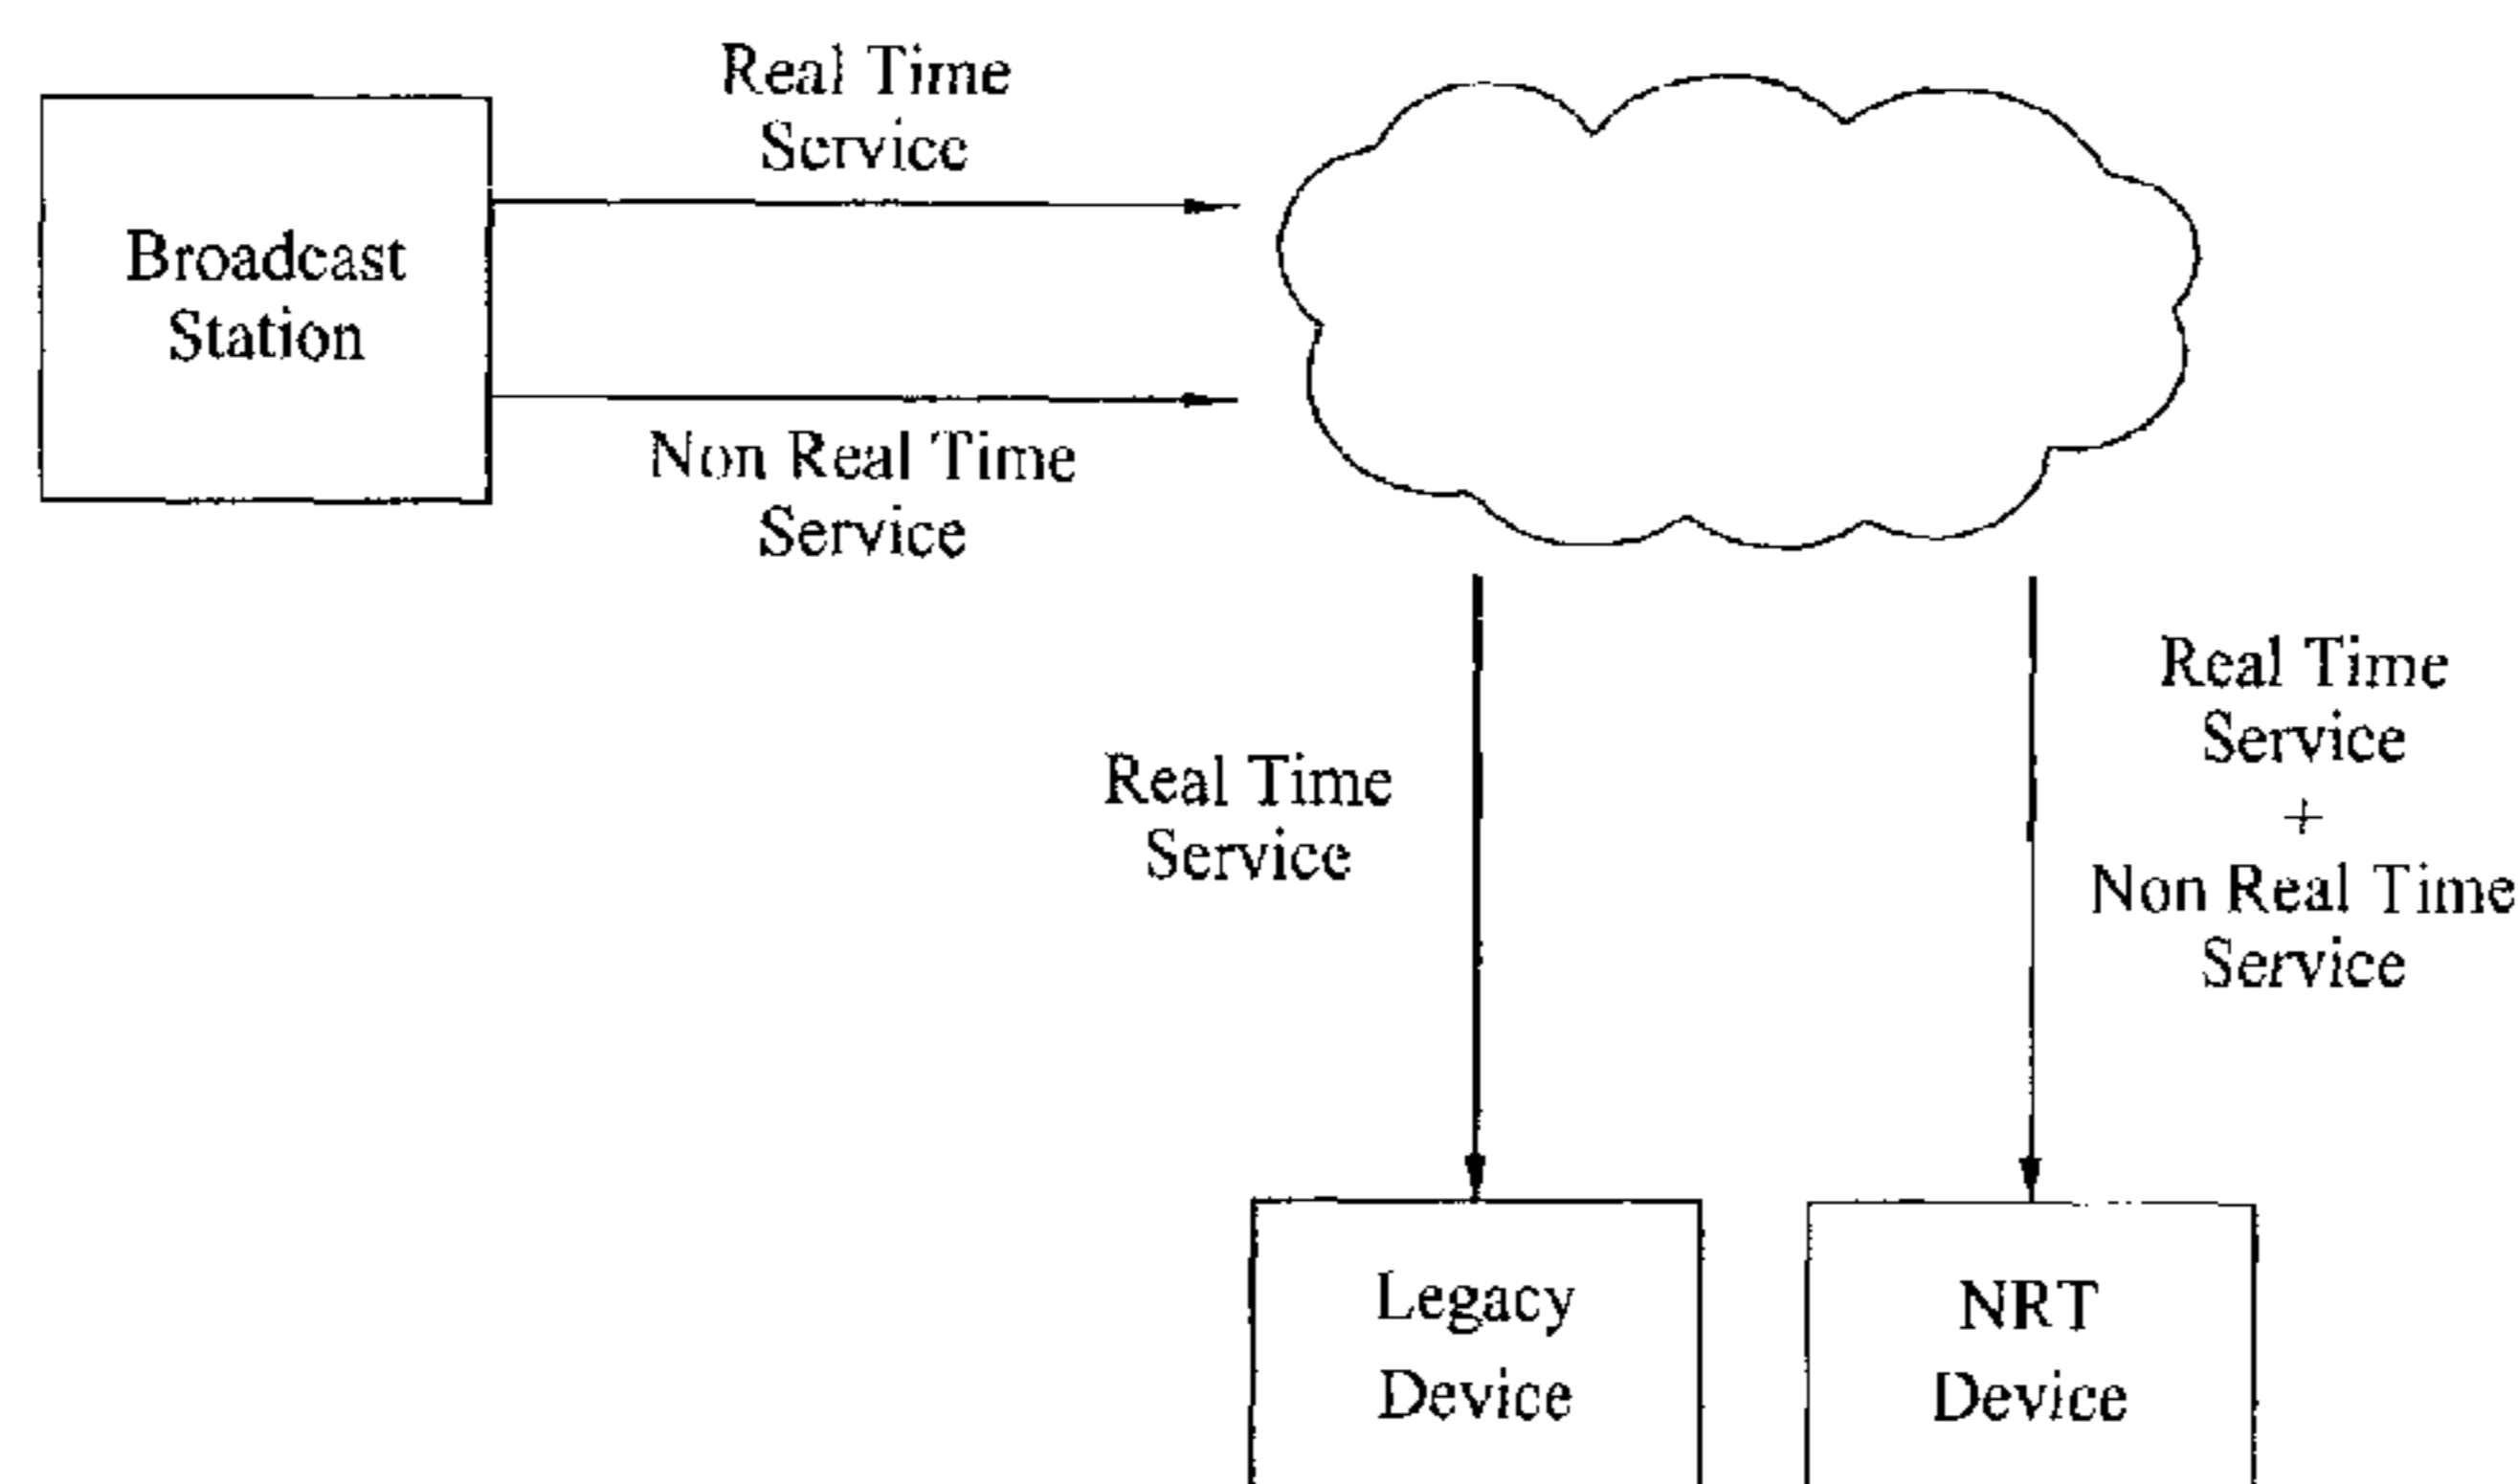 Real Time
Service
Broadcast
Station
Non Real Time
Service
Real Time
Service
Real Time
Service
+
Non Real Time
Service
Legacy
Device
NRT
Device